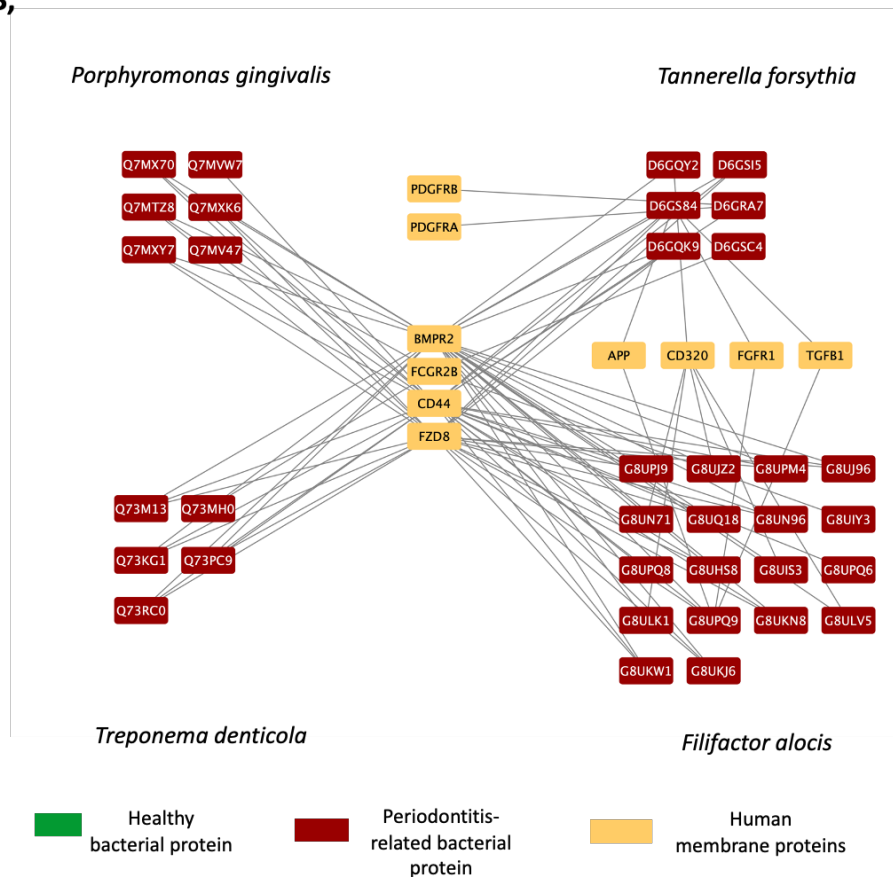 Porphyromonas gingivalis
Tannerella forsythia
Q7MX70 Q7MVW7
Q7MTZ8 Q7MXK6
Q7MXY7 Q7MV47
PDGFRB
PDGFRA
D6GQY2 D6GSI5
D6GS84 D6GRA7
D6GQK9 D6GSC4
BMPR2
FCGR2B
CD44
FZD8
APP CD320 FGFR1 TGFB1
G8UPJ9 G8UJZ2 G8UPM4 G8UJ96
G8UN71 G8UQ18 G8UN96 G8UIY3
G8UPQ8 G8UHS8 G8UIS3 G8UPQ6
G8ULK1 G8UPQ9 G8UKN8 G8ULV5
G8UKW1 G8UKJ6
Q73M13 Q73MH0
Q73KG1 Q73PC9
Q73RC0
Treponema denticola
Filifactor alocis
Healthy
bacterial protein
Periodontitis-
related bacterial
protein
Human
membrane proteins